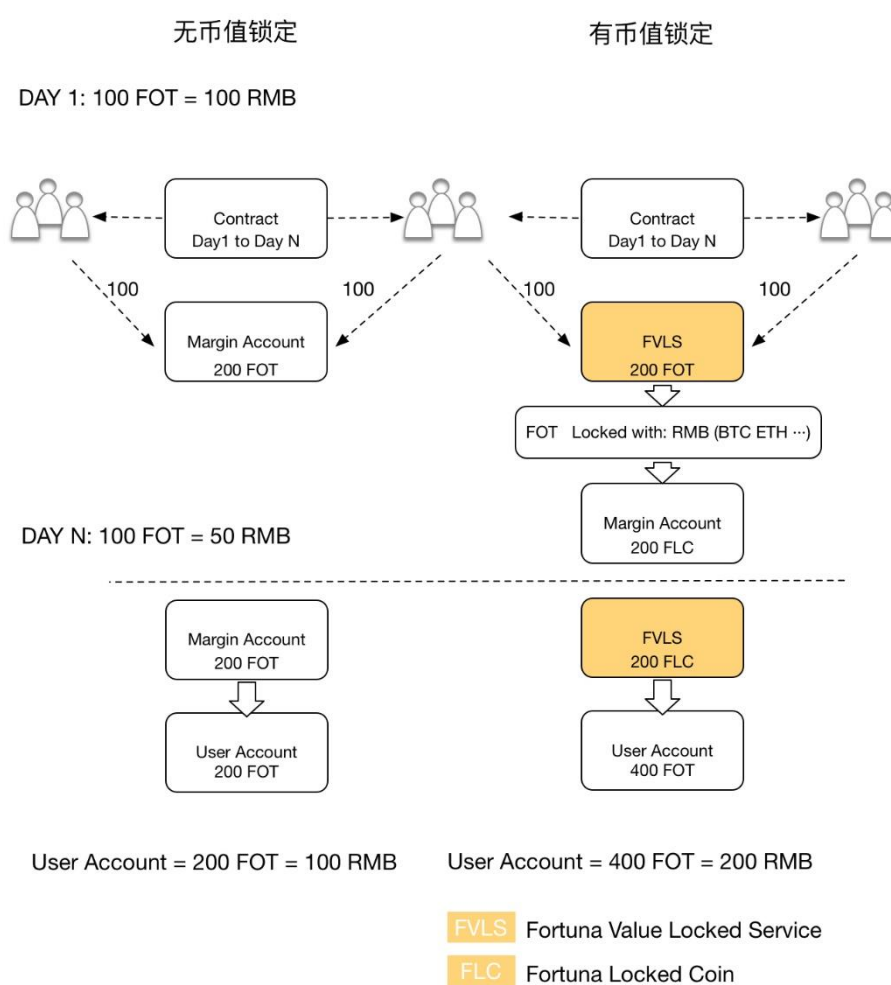 无币值锁定
有币值锁定
DAY 1: 100 FOT = 100 RMB
Contract
Day1 to Day N
Contract
Day1 to Day N
100
100
100
100
Margin Account
200 FOT
FVLS
200 FOT
FOT Locked with: RMB (BTC ETH ···)
Margin Account
200 FLC
DAY N: 100 FOT = 50 RMB
Margin Account
200 FOT
FVLS
200 FLC
User Account
200 FOT
User Account
400 FOT
User Account = 200 FOT = 100 RMB
User Account = 400 FOT = 200 RMB
FVLS Fortuna Value Locked Service
FLC Fortuna Locked Coin